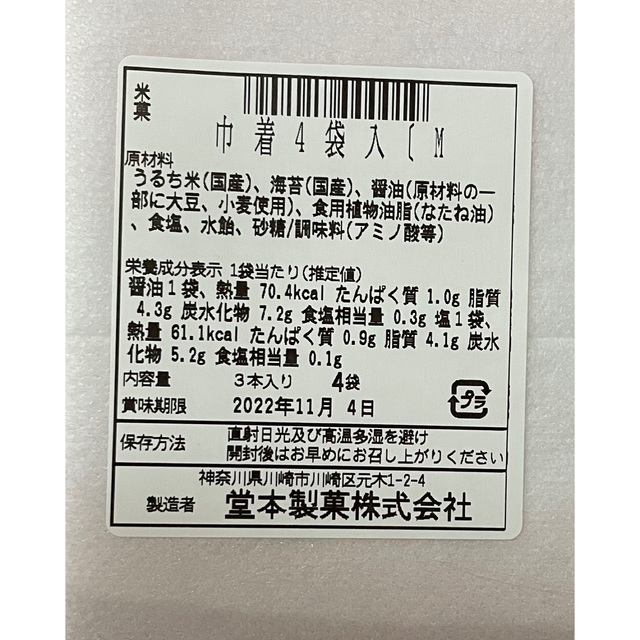 米菓
巾着4袋入(M
原材料
うるち米(国産)、海苔(国産)、醤油(原材料の一
部に大豆、小麦使用)、食用植物油脂(なたね油)
、食塩、水飴、砂糖/調味料(アミノ酸等)
栄養成分表示 1袋当たり(推定値)
醤油1袋、熱量 70.4kcal たんぱく質 1.0g 脂質
4.3g 炭水化物 7.2g 食塩相当量 0.3g 塩1袋、
熱量 61.1kcal たんぱく質 0.9g 脂質 4.1g 炭水
化物 5.2g 食塩相当量 0.1g
内容量 3本入り 4袋
賞味期限 2022年11月 4日
プラ
保存方法 直射日光及び高温多湿を避け
開封後はお早めにお召し上がりください
神奈川県川崎市川崎区元木1-2-4
製造者 堂本製菓株式会社